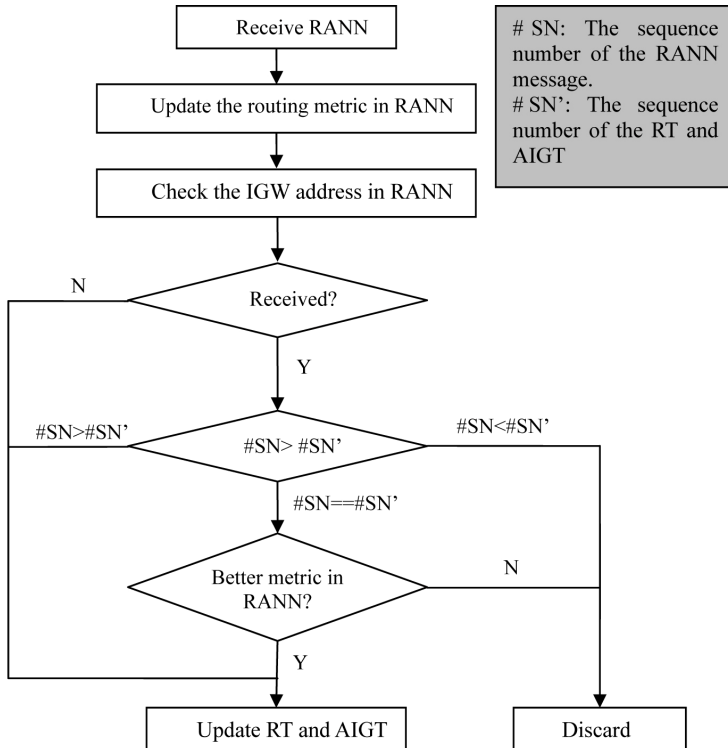 Receive RANN
# SN: The sequence
number of the RANN
message.
# SN’: The sequence
number of the RT and
AIGT
Update the routing metric in RANN
Check the IGW address in RANN
N
Received?
Y
#SN>#SN’
#SN> #SN’
#SN<#SN’
#SN==#SN’
Better metric in
RANN?
N
Y
Update RT and AIGT
Discard